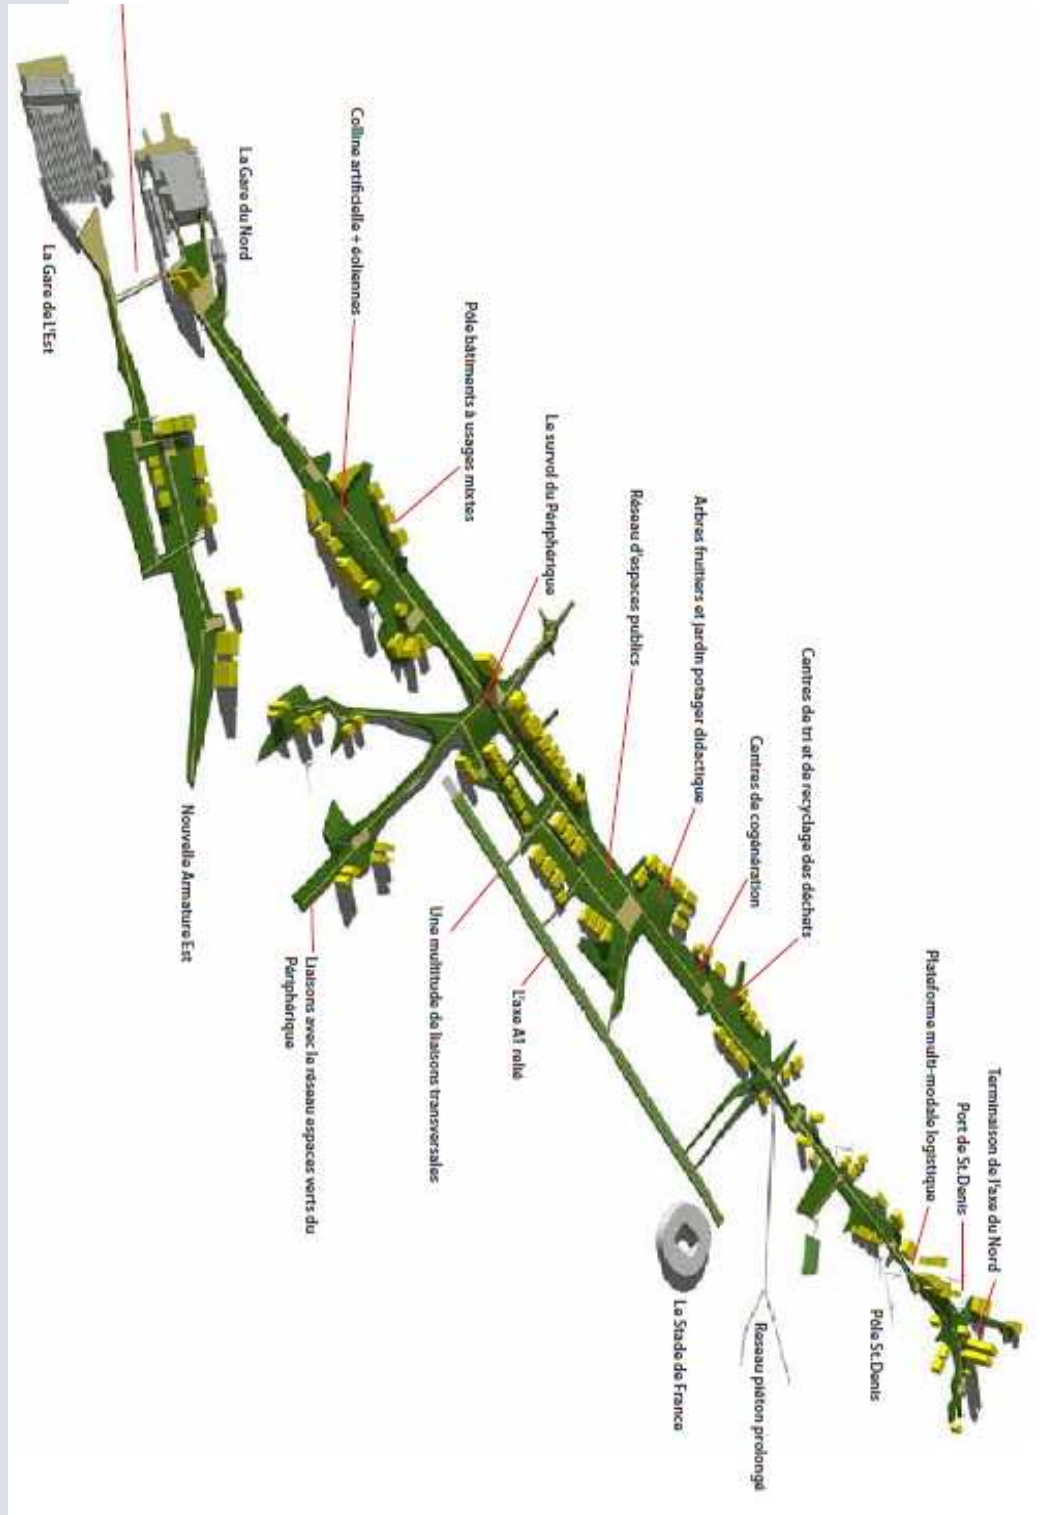 La Gare de L'Est
La Gare du Nord
Colline artificielle + éoliennes
Pôle bâtiments à usages mixtes
Le survol du Périphérique
Réseau d'espaces publics
Arbres fruitiers et jardin potager didactique
Centres de cogénération
Centres de tri et de recyclage des déchets
Plateforme multi-modale logistique
Port de St.Denis
Terminaison de l'axe du Nord
Nouvelle Armature Est
Liaisons avec le réseau espaces verts du
Périphérique
Une multitude de liaisons transversales
L'axe A1 relié
Le Stade de France
Reseau piéton prolongé
Pôle St.Denis